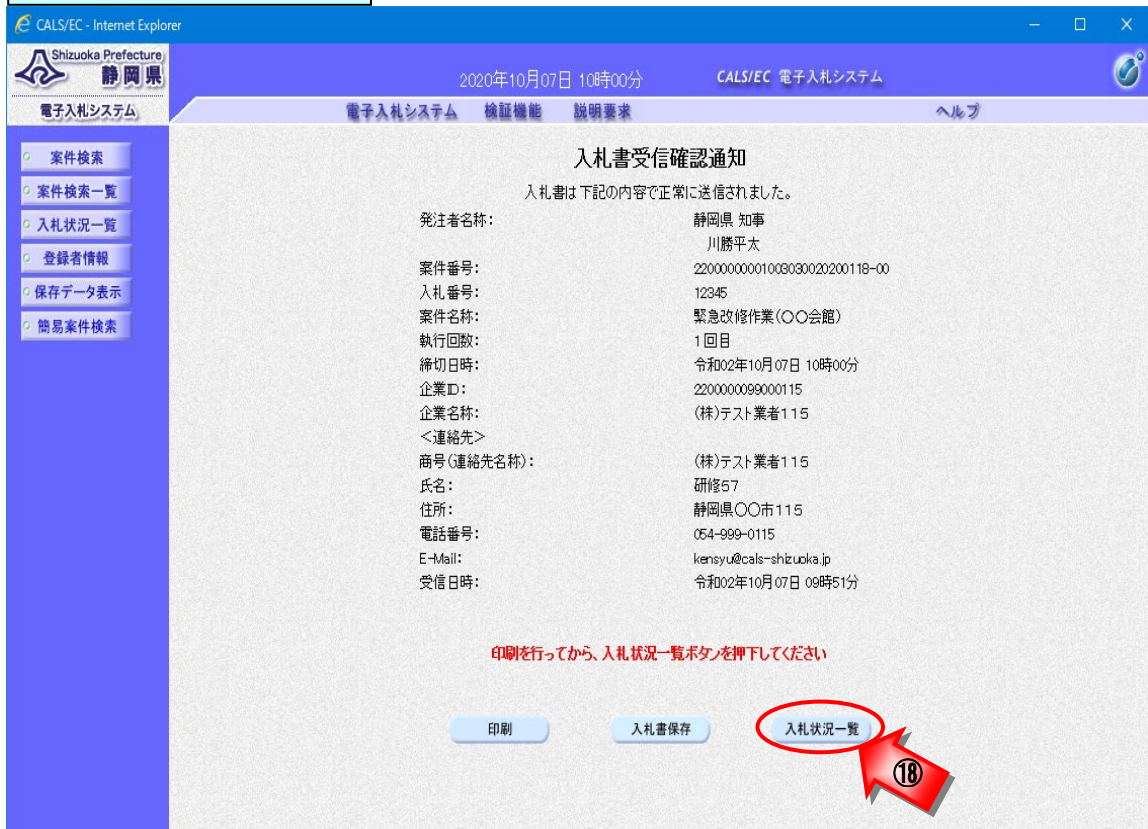 CALS/EC - Internet Explorer
Shizuoka Prefecture
静岡県
2020年10月07日 10時00分
CALS/EC 電子入札システム
電子入札システム
電子入札システム 検証機能 説明要求 ヘルプ
案件検索
案件検索一覧
入札状況一覧
登録者情報
保存データ表示
簡易案件検索
入札書受信確認通知
入札書は下記の内容で正常に送信されました。
発注者名称: 静岡県 知事
川勝平太
案件番号: 22000000001003030020200118-00
入札番号: 12345
案件名称: 緊急改修作業(〇〇会館)
執行回数: 1回目
締切日時: 令和02年10月07日 10時00分
企業ID: 2200000099000115
企業名称: (株)テスト業者115
<連絡先>
商号(連絡先名称): (株)テスト業者115
氏名: 研修57
住所: 静岡県〇〇市115
電話番号: 054-999-0115
E-Mail: kensyu@cals-shizuoka.jp
受信日時: 令和02年10月07日 09時51分
印刷を行ってから、入札状況一覧ボタンを押下してください
印刷 入札書保存 入札状況一覧
⑱